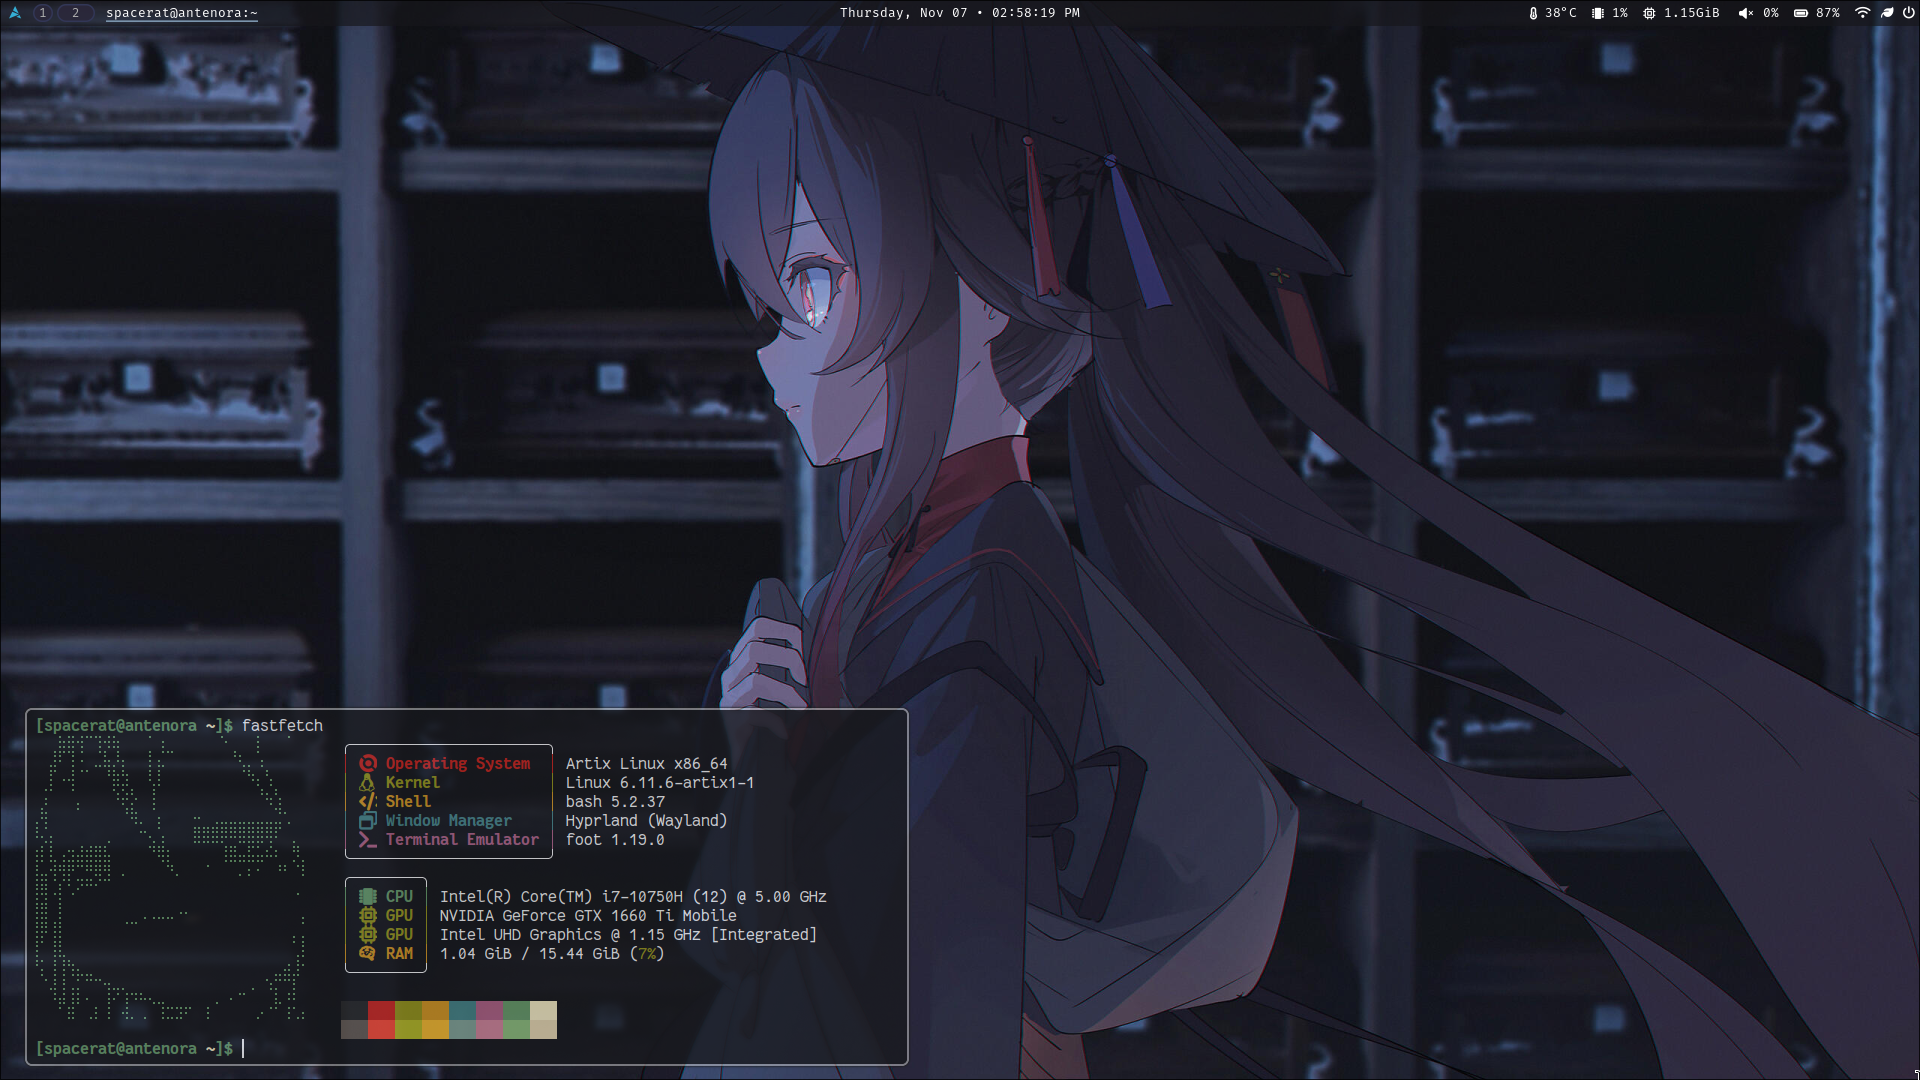 1 2 spacerat@antenora:~ Thursday, Nov 07 • 02:58:19 PM 38°C 1% 1.15GiB 0% 87%
[spacerat@antenora ~]$ fastfetch
Operating System Artix Linux x86_64
Kernel Linux 6.11.6-artix1-1
Shell bash 5.2.37
Window Manager Hyprland (Wayland)
Terminal Emulator foot 1.19.0
CPU Intel(R) Core(TM) i7-10750H (12) @ 5.00 GHz
GPU NVIDIA GeForce GTX 1660 Ti Mobile
GPU Intel UHD Graphics @ 1.15 GHz [Integrated]
RAM 1.04 GiB / 15.44 GiB (7%)
[spacerat@antenora ~]$